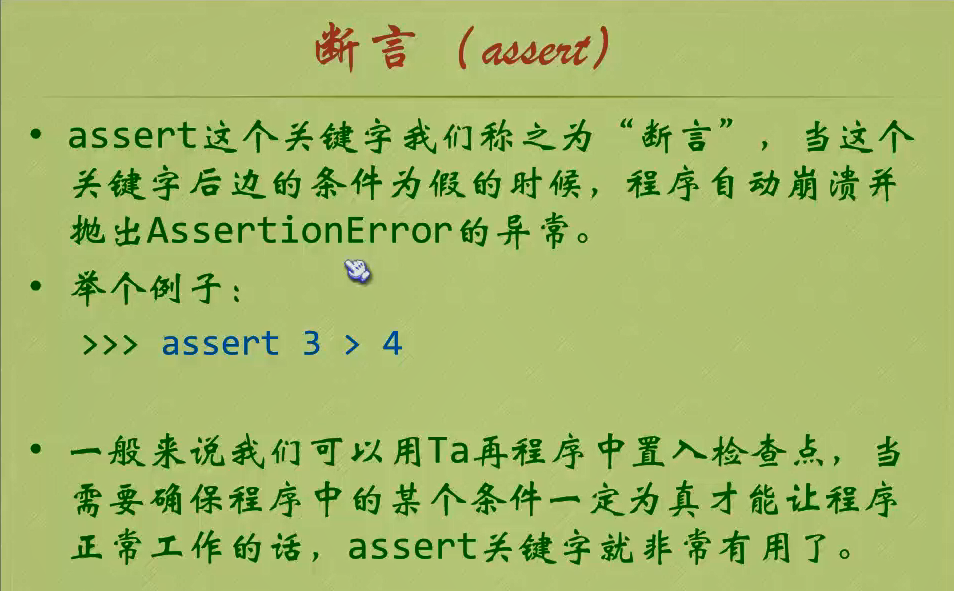 断言（assert）
• assert这个关键字我们称之为“断言”，当这个
关键字后边的条件为假的时候，程序自动崩溃并
抛出AssertionError的异常。
• 举个例子：
>>> assert 3 > 4
• 一般来说我们可以用Ta再程序中置入检查点，当
需要确保程序中的某个条件一定为真才能让程序
正常工作的话，assert关键字就非常有用了。